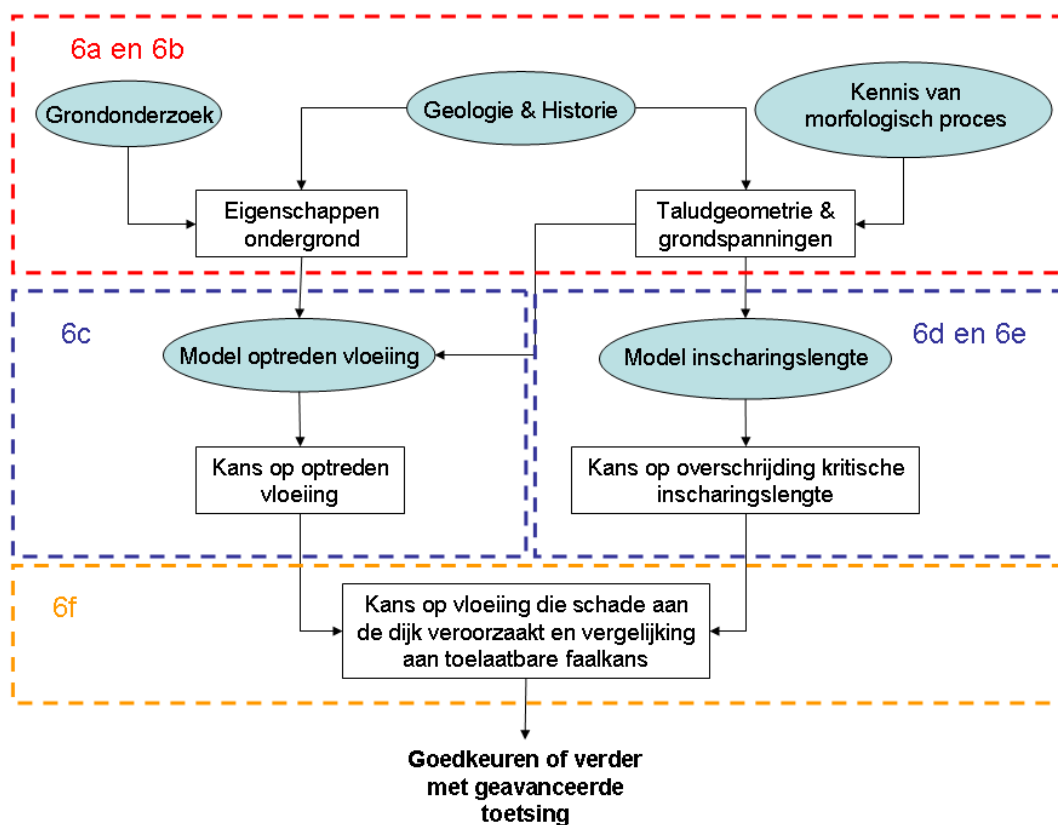 6a en 6b
Grondonderzoek
Geologie & Historie
Kennis van
morfologisch proces
Eigenschappen
ondergrond
Taludgeometrie &
grondspanningen
6c
6d en 6e
Model optreden vloeiing
Model inscharingslengte
Kans op optreden
vloeiing
Kans op overschrijding kritische
inscharingslengte
6f
Kans op vloeiing die schade aan
de dijk veroorzaakt en vergelijking
aan toelaatbare faalkans
Goedkeuren of verder
met geavanceerde
toetsing